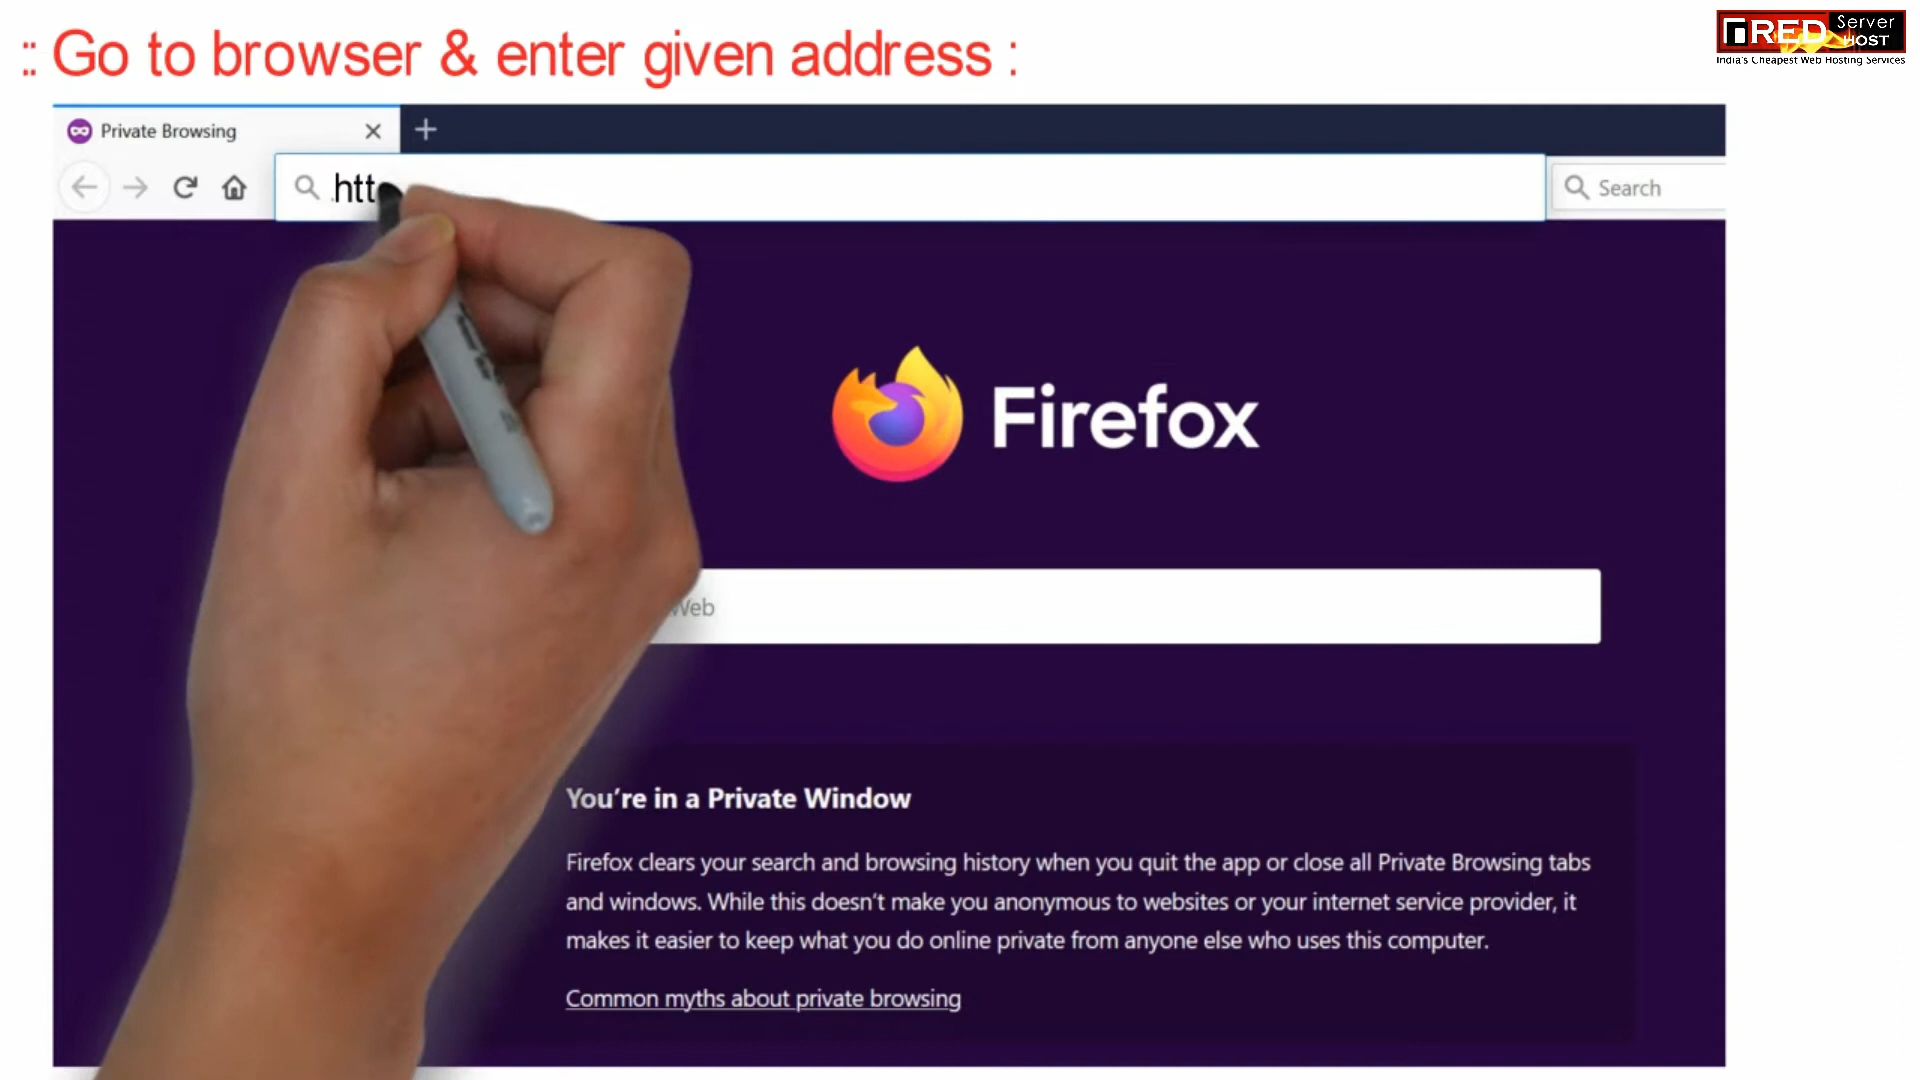 :: Go to browser & enter given address :
RED Server HOST
India's Cheapest Web Hosting Services
Private Browsing
htt
Search
Firefox
Web
You're in a Private Window
Firefox clears your search and browsing history when you quit the app or close all Private Browsing tabs
and windows. While this doesn't make you anonymous to websites or your internet service provider, it
makes it easier to keep what you do online private from anyone else who uses this computer.
Common myths about private browsing